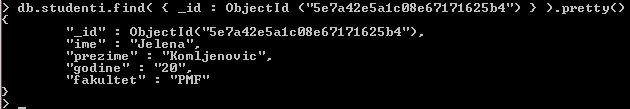 > db.studenti.find( { _id : ObjectId ("5e7a42e5a1c08e67171625b4") } ).pretty()
{
        "_id" : ObjectId("5e7a42e5a1c08e67171625b4"),
        "ime" : "Jelena",
        "prezime" : "Komljenovic",
        "godine" : "20",
        "fakultet" : "PMF"
}
> _